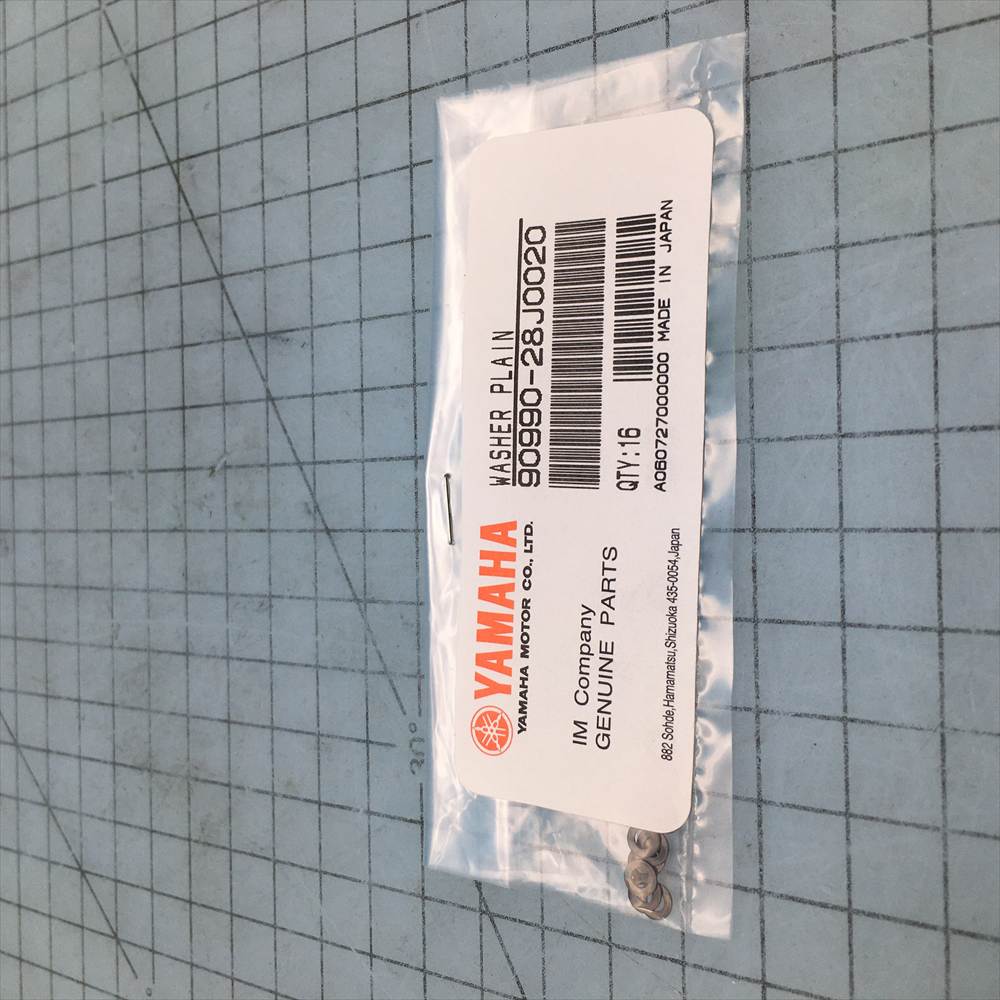 YAMAHA
YAMAHA MOTOR CO., LTD.
IM Company
GENUINE PARTS
882 Sohde,Hamamatsu,Shizuoka 435-0054,Japan
WASHER PLAIN
90990-28J0020
QTY:16
A060727000000 MADE IN JAPAN
30°